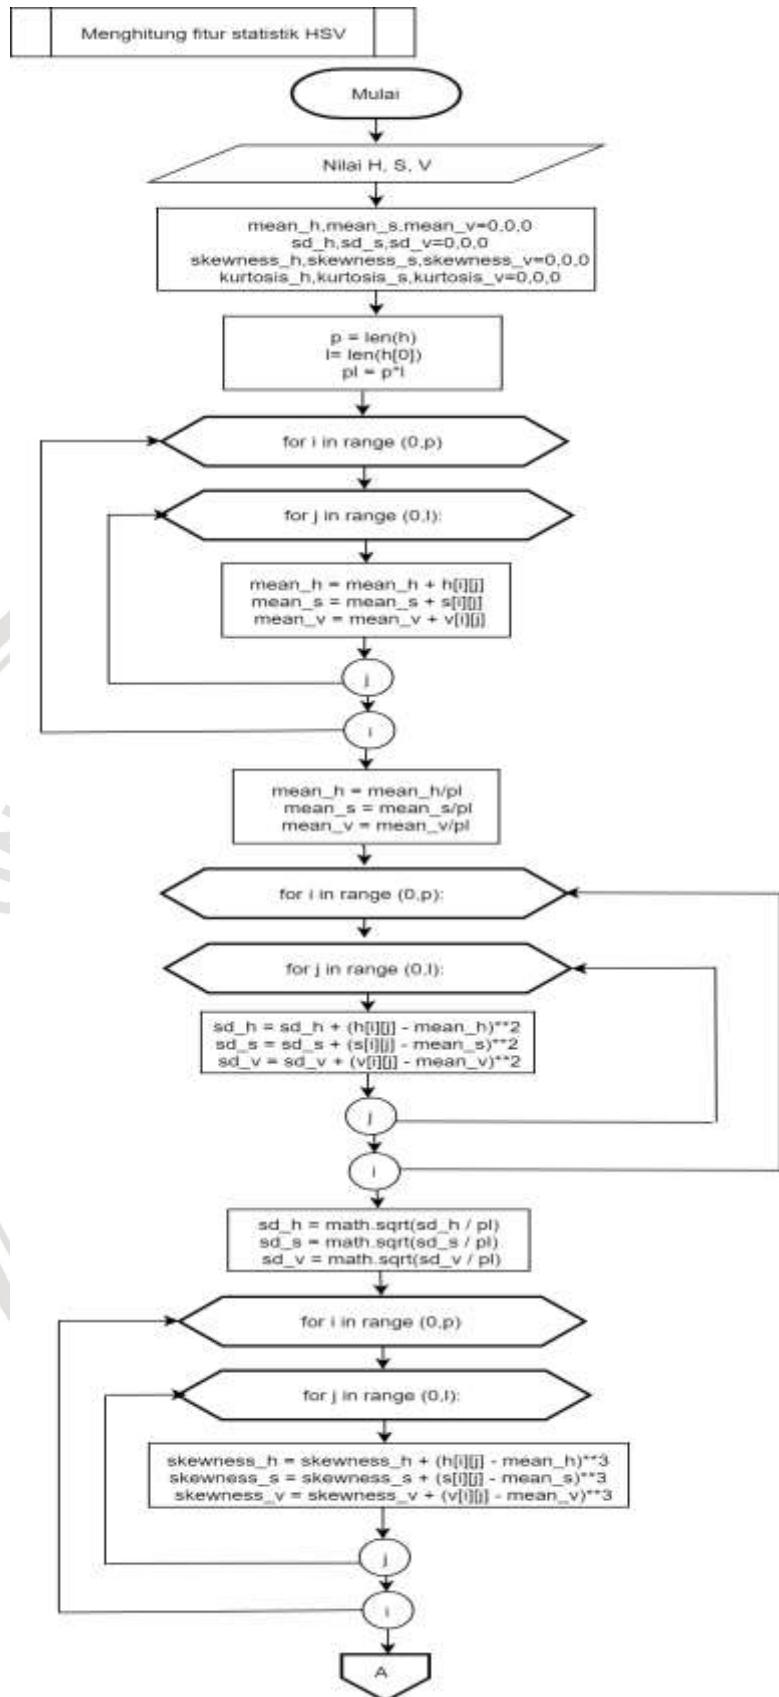 Menghitung fitur statistik HSV
Mulai
Nilai H, S, V
mean_h,mean_s.mean_v=0,0,0
sd_h,sd_s,sd_v=0,0,0
skewness_h,skewness_s,skewness_v=0,0,0
kurtosis_h,kurtosis_s,kurtosis_v=0,0,0
p = len(h)
l= len(h[0])
pl = p*l
for i in range (0,p)
for j in range (0,l):
mean_h = mean_h + h[i][j]
mean_s = mean_s + s[i][j]
mean_v = mean_v + v[i][j]
j
i
mean_h = mean_h/pl
mean_s = mean_s/pl
mean_v = mean_v/pl
for i in range (0,p):
for j in range (0,l):
sd_h = sd_h + (h[i][j] - mean_h)**2
sd_s = sd_s + (s[i][j] - mean_s)**2
sd_v = sd_v + (v[i][j] - mean_v)**2
j
i
sd_h = math.sqrt(sd_h / pl)
sd_s = math.sqrt(sd_s / pl)
sd_v = math.sqrt(sd_v / pl)
for i in range (0,p)
for j in range (0,l):
skewness_h = skewness_h + (h[i][j] - mean_h)**3
skewness_s = skewness_s + (s[i][j] - mean_s)**3
skewness_v = skewness_v + (v[i][j] - mean_v)**3
j
i
A